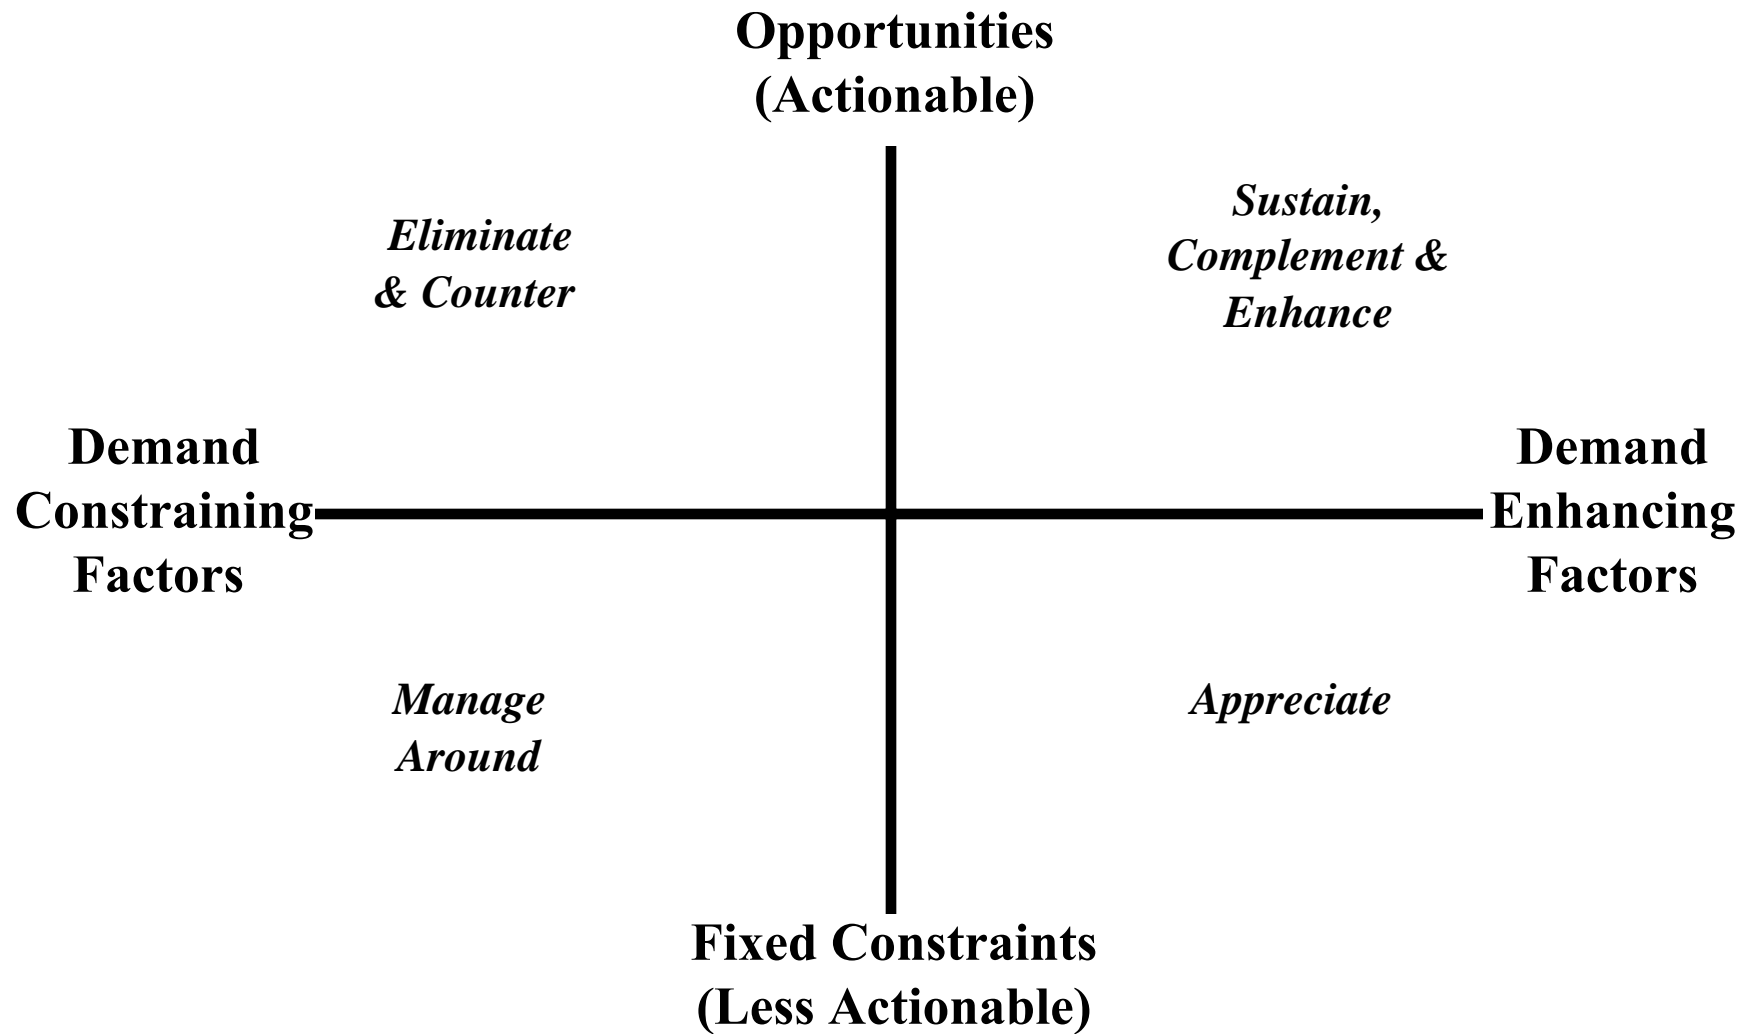 Opportunities
(Actionable)
Eliminate
& Counter
Sustain,
Complement &
Enhance
Demand
Constraining
Factors
Demand
Enhancing
Factors
Manage
Around
Appreciate
Fixed Constraints
(Less Actionable)